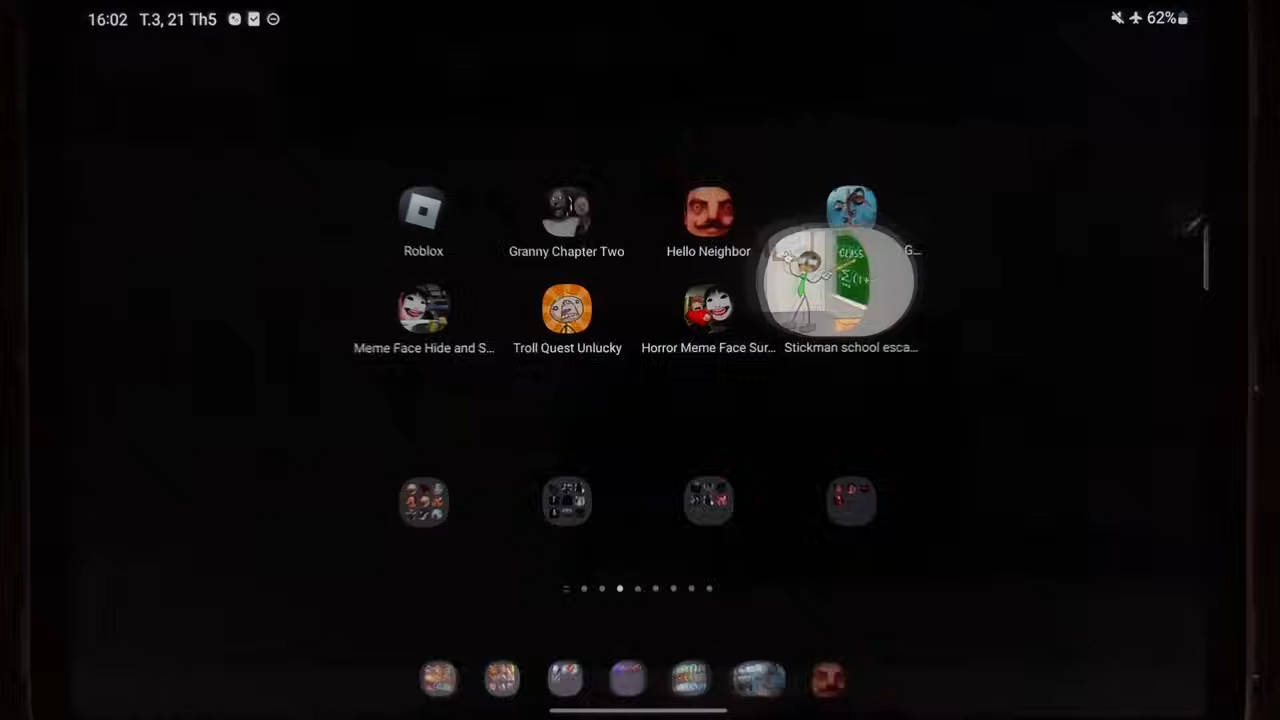 16:02 T.3, 21 Th5
62%
Roblox
Granny Chapter Two
Hello Neighbor
G...
CLASS
Meme Face Hide and S...
Troll Quest Unlucky
Horror Meme Face Sur...
Stickman school esca...